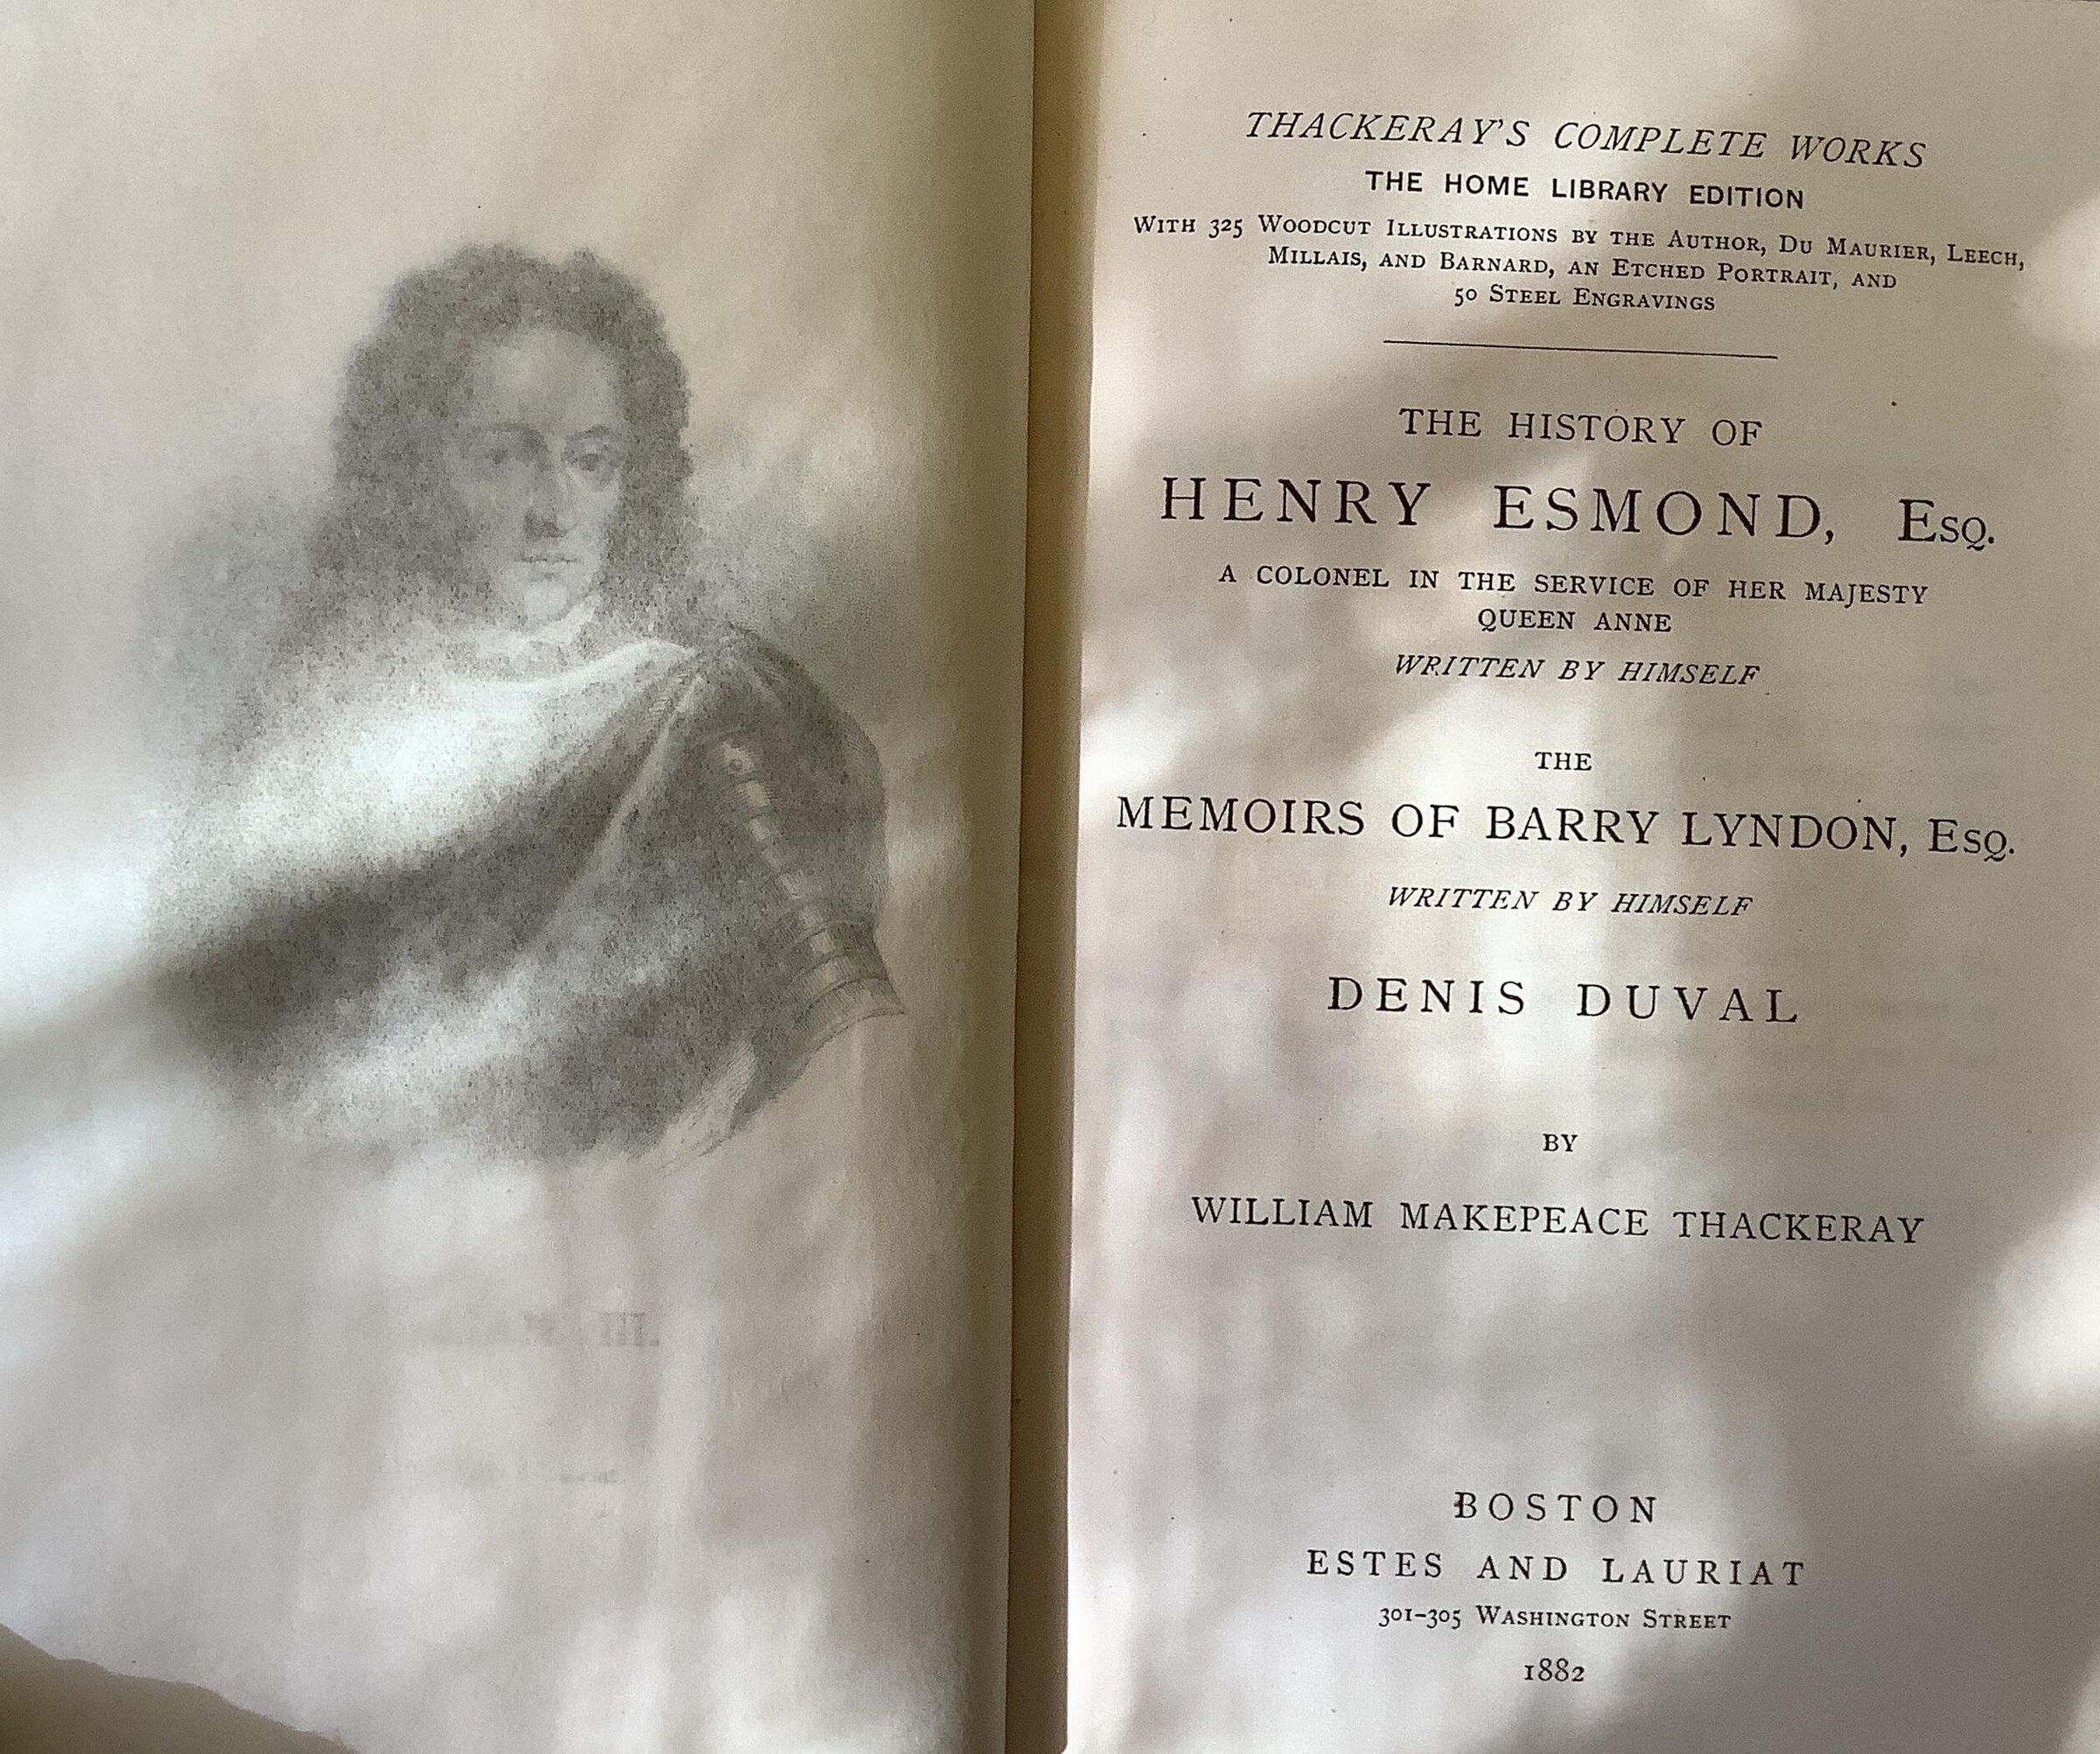 III.
THACKERAY'S COMPLETE WORKS
THE HOME LIBRARY EDITION
WITH 325 WOODCUT ILLUSTRATIONS BY THE AUTHOR, DU MAURIER, LEECH,
MILLAIS, AND BARNARD, AN ETCHED PORTRAIT, AND
50 STEEL ENGRAVINGS
THE HISTORY OF
HENRY ESMOND, ESQ.
A COLONEL IN THE SERVICE OF HER MAJESTY
QUEEN ANNE
WRITTEN BY HIMSELF
THE
MEMOIRS OF BARRY LYNDON, ESQ.
WRITTEN BY HIMSELF
DENIS DUVAL
BY
WILLIAM MAKEPEACE THACKERAY
BOSTON
ESTES AND LAURIAT
301–305 WASHINGTON STREET
1882